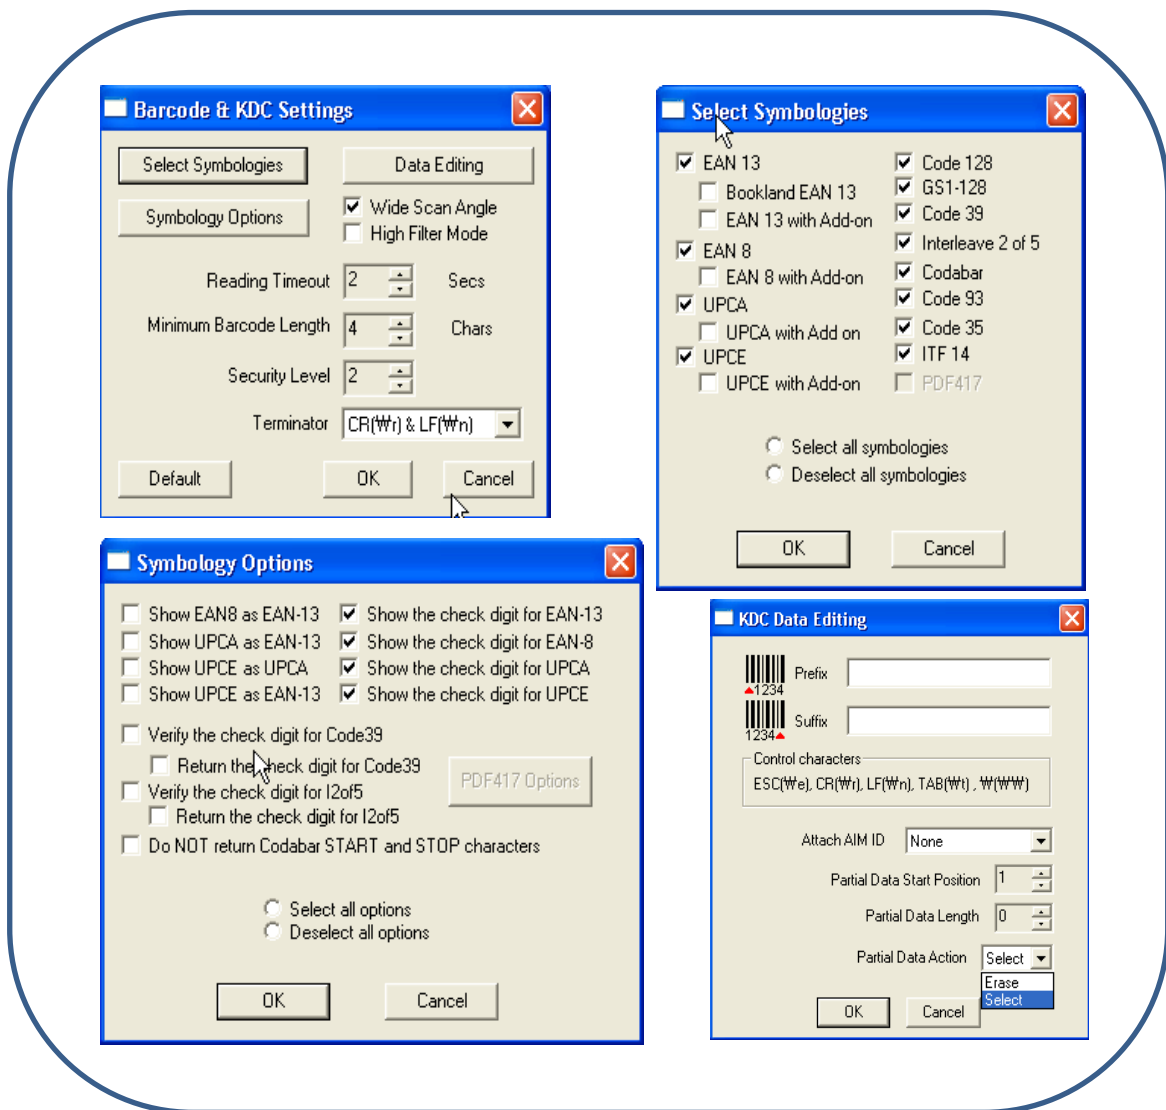 Barcode & KDC Settings
Select Symbologies
Data Editing
Symbology Options
Wide Scan Angle
High Filter Mode
Reading Timeout 2 Secs
Minimum Barcode Length 4 Chars
Security Level 2
Terminator CR(₩r) & LF(₩n)
Default OK Cancel
Select Symbologies
EAN 13
Bookland EAN 13
EAN 13 with Add-on
EAN 8
EAN 8 with Add-on
UPCA
UPCA with Add on
UPCE
UPCE with Add-on
Code 128
GS1-128
Code 39
Interleave 2 of 5
Codabar
Code 93
Code 35
ITF 14
PDF417
Select all symbologies
Deselect all symbologies
OK Cancel
Symbology Options
Show EAN8 as EAN-13
Show UPCA as EAN-13
Show UPCE as UPCA
Show UPCE as EAN-13
Show the check digit for EAN-13
Show the check digit for EAN-8
Show the check digit for UPCA
Show the check digit for UPCE
Verify the check digit for Code39
Return the check digit for Code39
Verify the check digit for I2of5
Return the check digit for I2of5
Do NOT return Codabar START and STOP characters
PDF417 Options
Select all options
Deselect all options
OK Cancel
KDC Data Editing
1234 Prefix
1234 Suffix
Control characters
ESC(₩e), CR(₩r), LF(₩n), TAB(₩t) , ₩(₩₩)
Attach AIM ID None
Partial Data Start Position 1
Partial Data Length 0
Partial Data Action Select
Erase
Select
OK Cancel